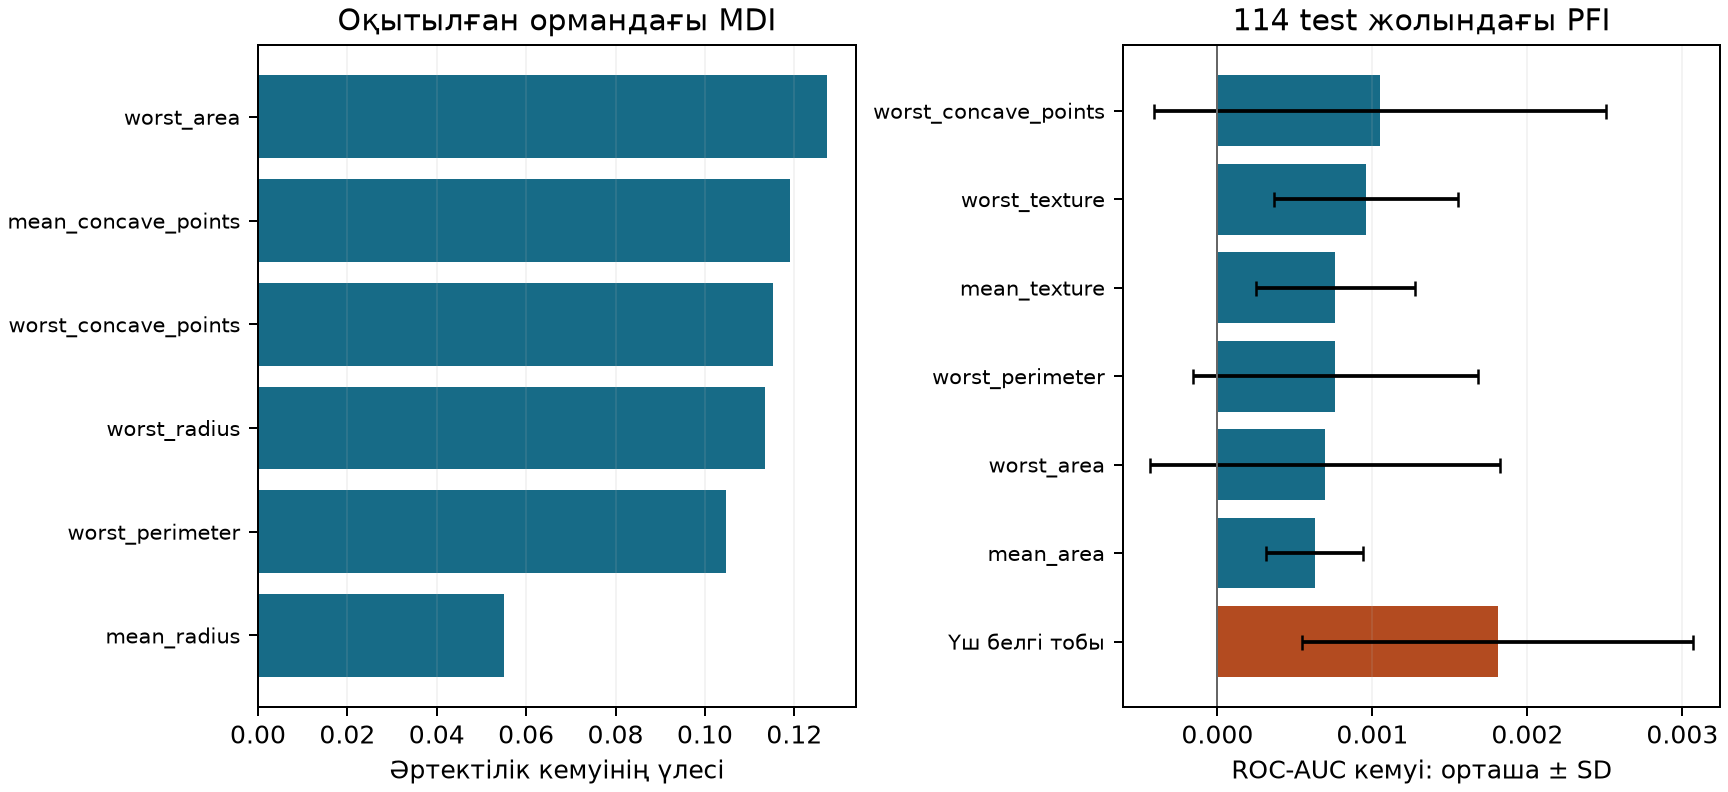 Оқытылған ормандағы MDI
worst_area
mean_concave_points
worst_concave_points
worst_radius
worst_perimeter
mean_radius
0.00 0.02 0.04 0.06 0.08 0.10 0.12
Әртектілік кемуінің үлесі
114 test жолындағы PFI
worst_concave_points
worst_texture
mean_texture
worst_perimeter
worst_area
mean_area
Үш белгі тобы
0.000 0.001 0.002 0.003
ROC-AUC кемуі: орташа ± SD